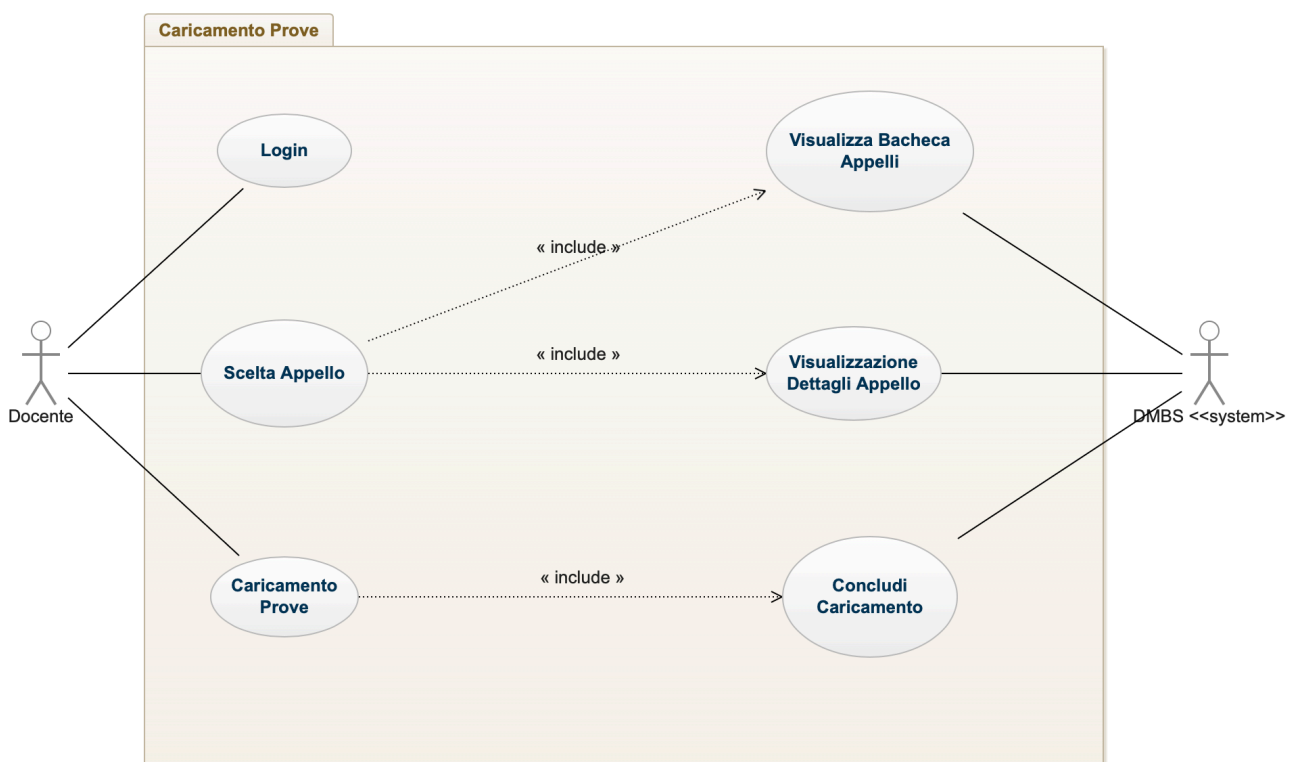 Caricamento Prove
Login
Visualizza Bacheca
Appelli
« include »
« include »
Scelta Appello
Visualizzazione
Dettagli Appello
Docente
DMBS <<system>>
« include »
Caricamento
Prove
Concludi
Caricamento